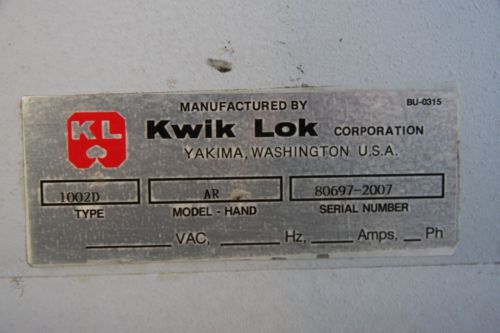 MANUFACTURED BY
BU-0315
KL
Kwik Lok CORPORATION
YAKIMA, WASHINGTON U.S.A.
1002D AR 80697-2007
TYPE MODEL - HAND SERIAL NUMBER
VAC, Hz, Amps, Ph